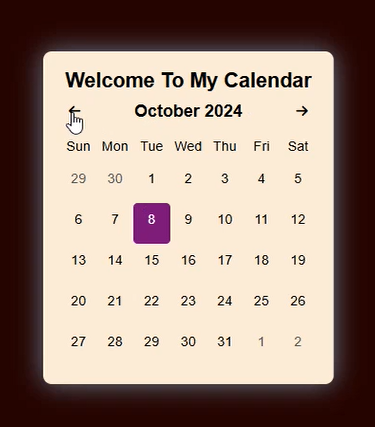 Welcome To My Calendar
← October 2024 →
Sun Mon Tue Wed Thu Fri Sat
29 30 1 2 3 4 5
6 7 8 9 10 11 12
13 14 15 16 17 18 19
20 21 22 23 24 25 26
27 28 29 30 31 1 2